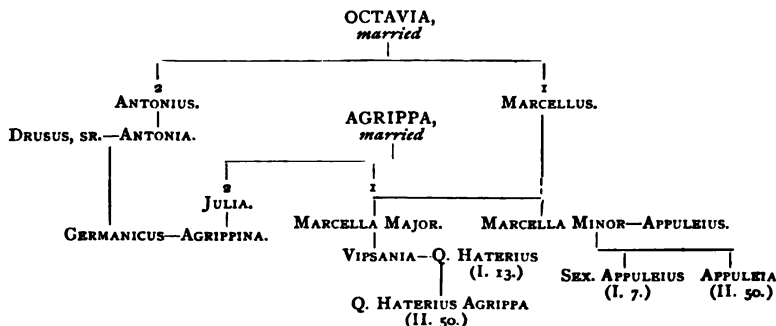 OCTAVIA,
married
2 1
ANTONIUS. MARCELLUS.
AGRIPPA,
married
DRUSUS, SR.—ANTONIA.
2 1
JULIA.
MARCELLA MAJOR. MARCELLA MINOR—APPULEIUS.
GERMANICUS—AGRIPPINA.
VIPSANIA—Q. HATERIUS SEX. APPULEIUS APPULEIA
(I. 13.) (I. 7.) (II. 50.)
Q. HATERIUS AGRIPPA
(II. 50.)